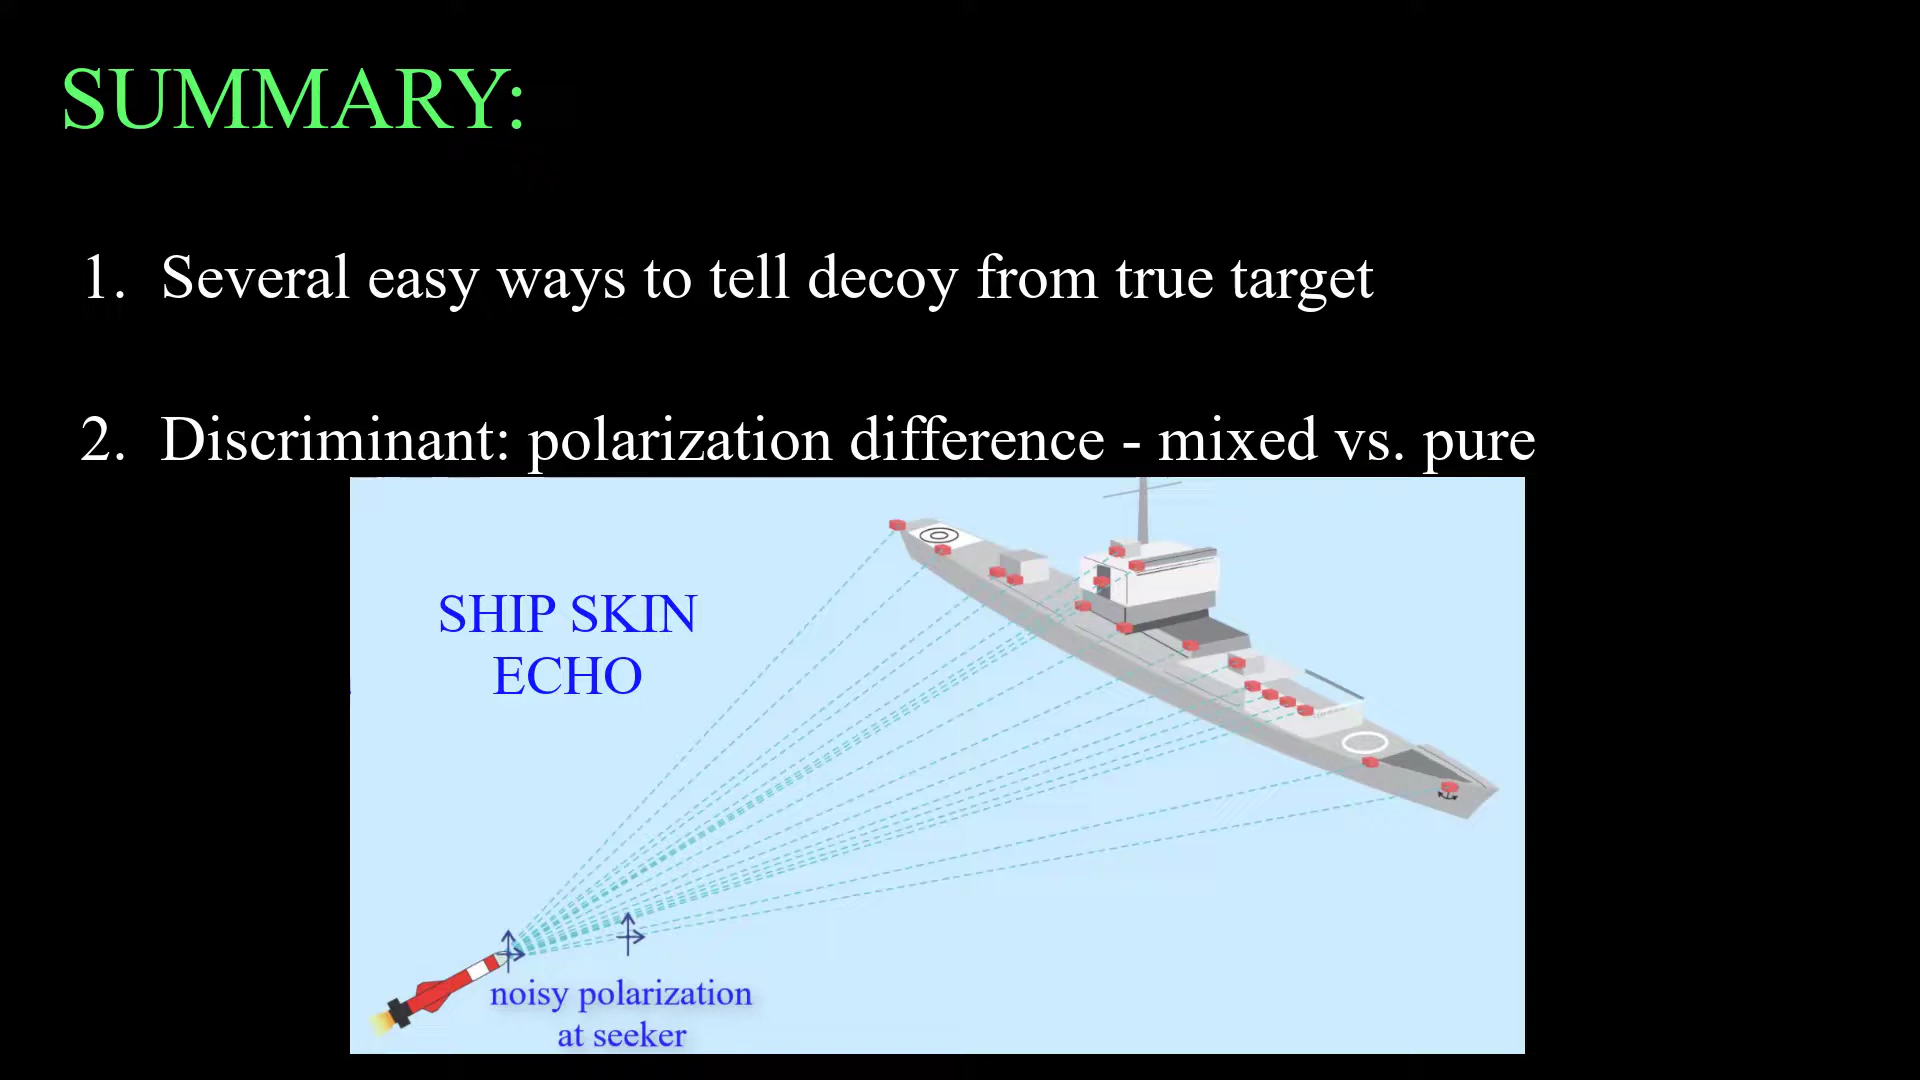 SUMMARY:
1. Several easy ways to tell decoy from true target
2. Discriminant: polarization difference - mixed vs. pure
SHIP SKIN
ECHO
noisy polarization
at seeker